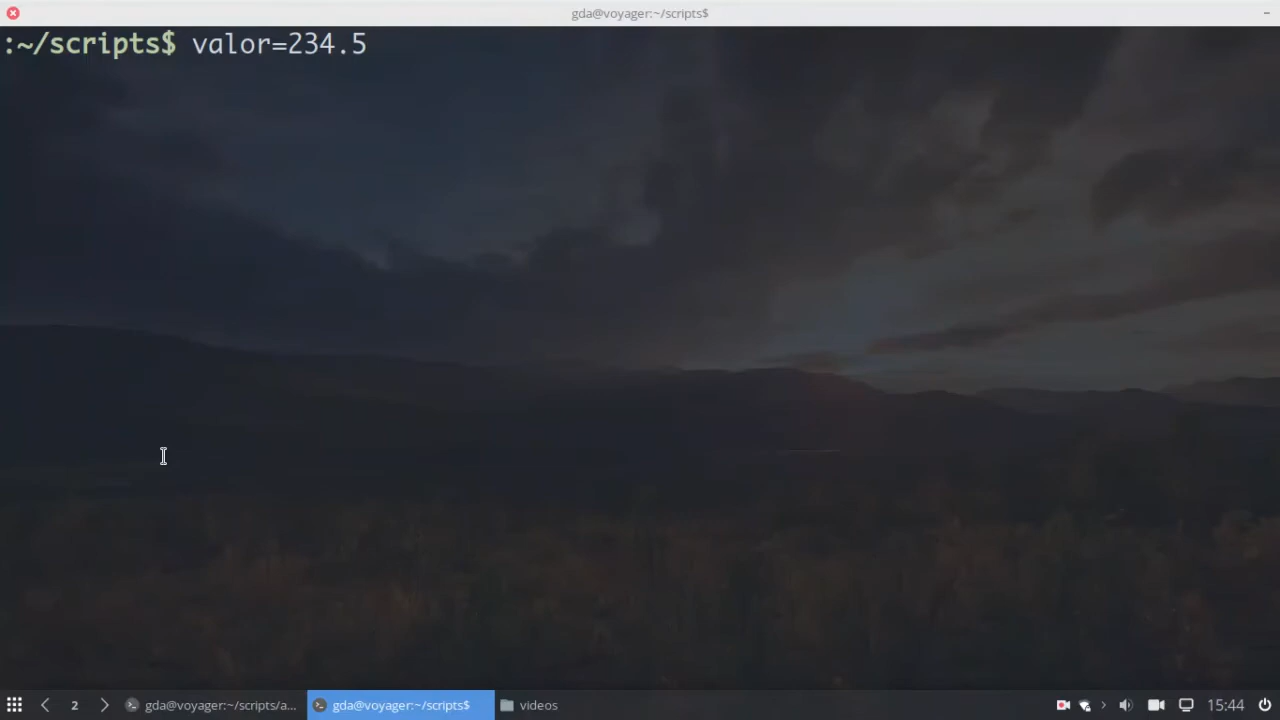 gda@voyager:~/scripts$
:~/scripts$ valor=234.5
2
gda@voyager:~/scripts/a...
gda@voyager:~/scripts$
videos
15:44